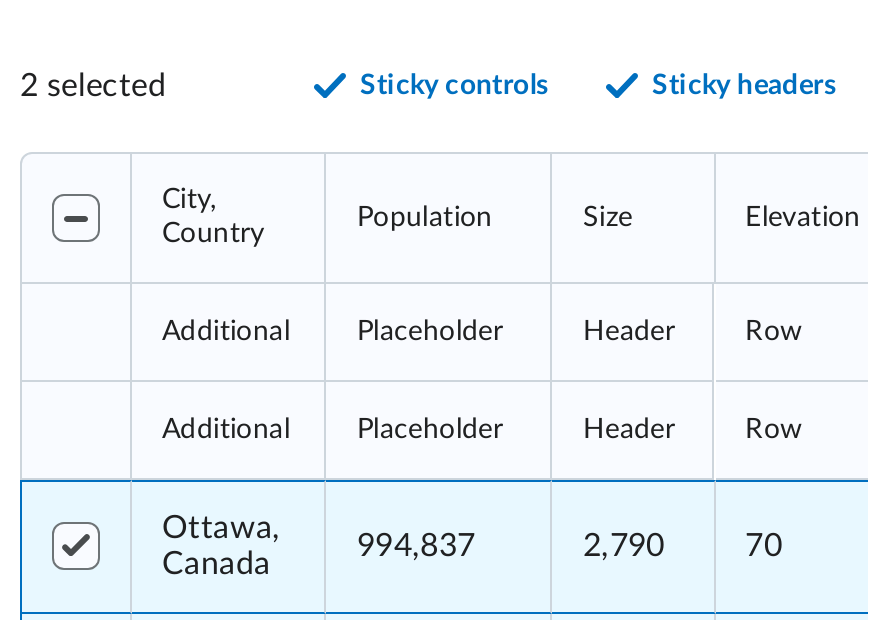 2 selected
Sticky controls
Sticky headers
City,
Country
Population
Size
Elevation
Additional
Placeholder
Header
Row
Additional
Placeholder
Header
Row
Ottawa,
Canada
994,837
2,790
70